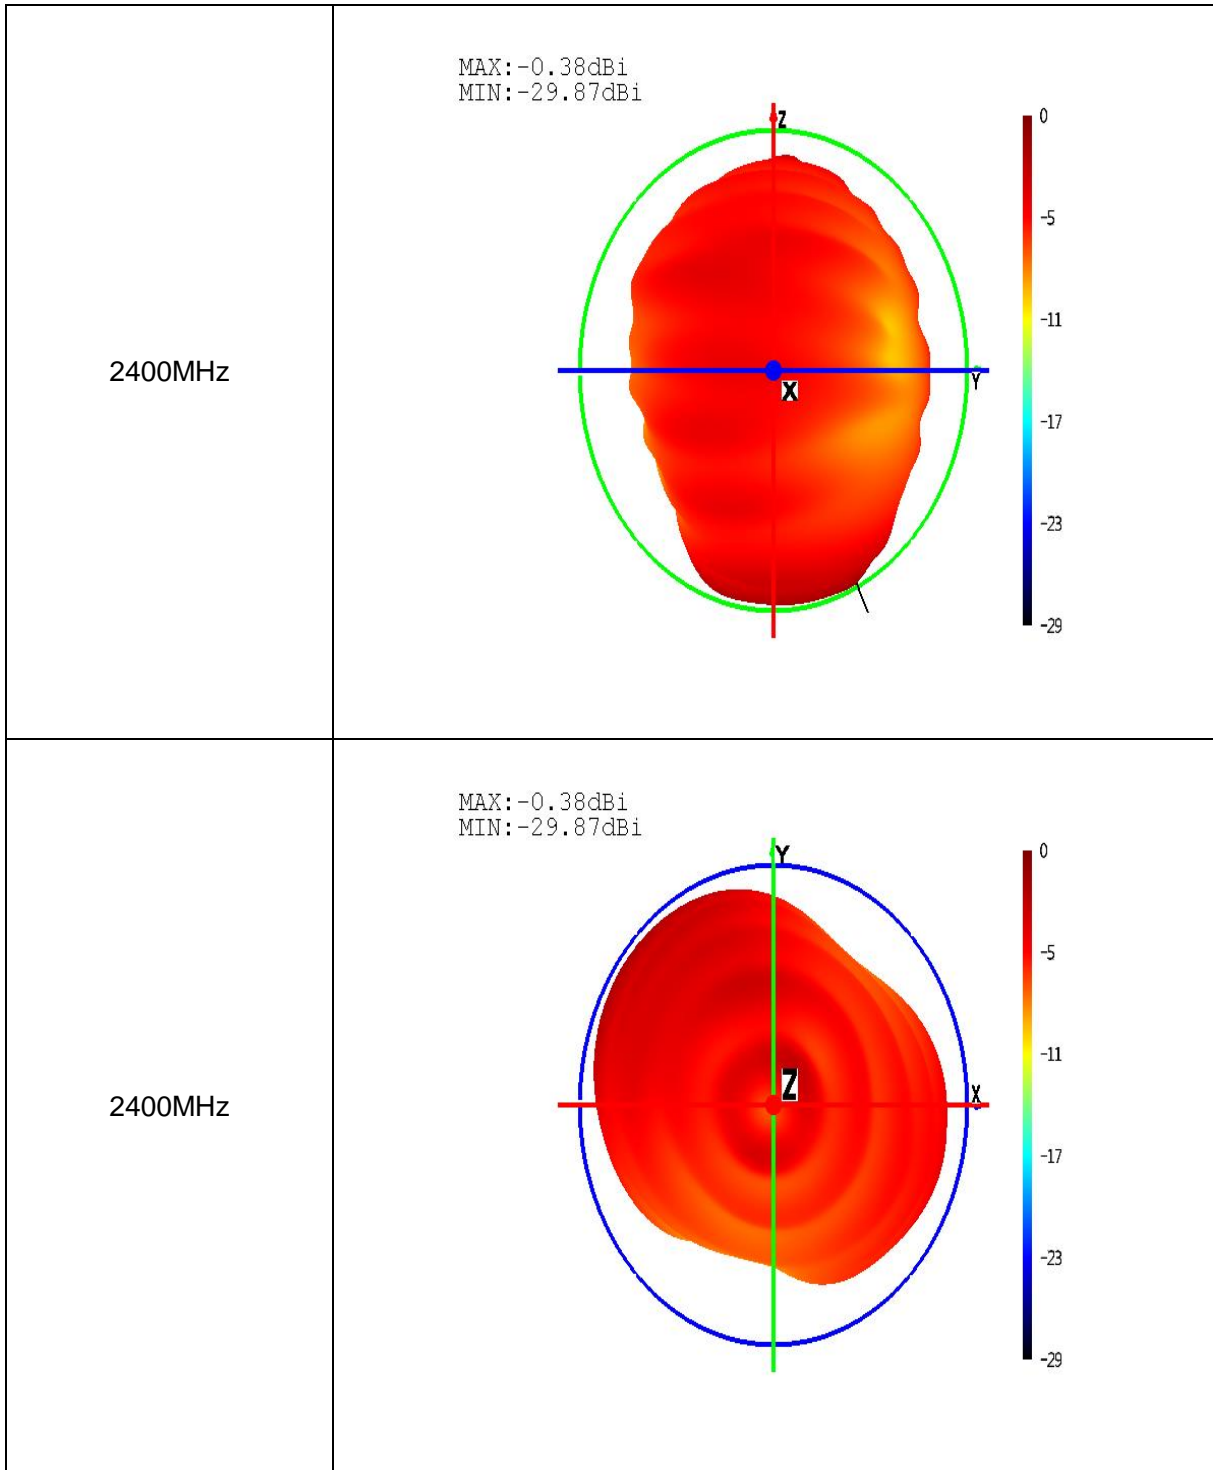 2400MHz
MAX:-0.38dBi
MIN:-29.87dBi
Z
Y
X
0
-5
-11
-17
-23
-29
2400MHz
MAX:-0.38dBi
MIN:-29.87dBi
Y
X
Z
0
-5
-11
-17
-23
-29